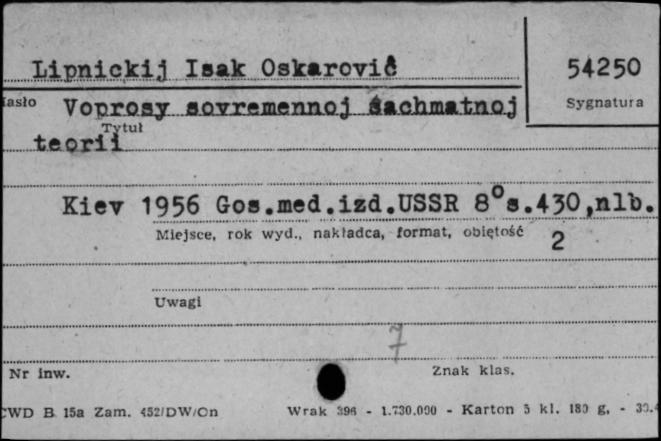 Lipnickij Isak Oskarovič
54250
Hasło
Voprosy sovremennoj šachmatnoj
Sygnatura
Tytuł
teorii
Kiev 1956 Gos.med.izd.USSR 8° s.430,nlb.
Miejsce, rok wyd., nakładca, format, objętość
2
Uwagi
7
Nr inw.
Znak klas.
CWD B 15a Zam. 452/DW/On Wrak 396 - 1.730.000 - Karton 5 kl. 180 g. -